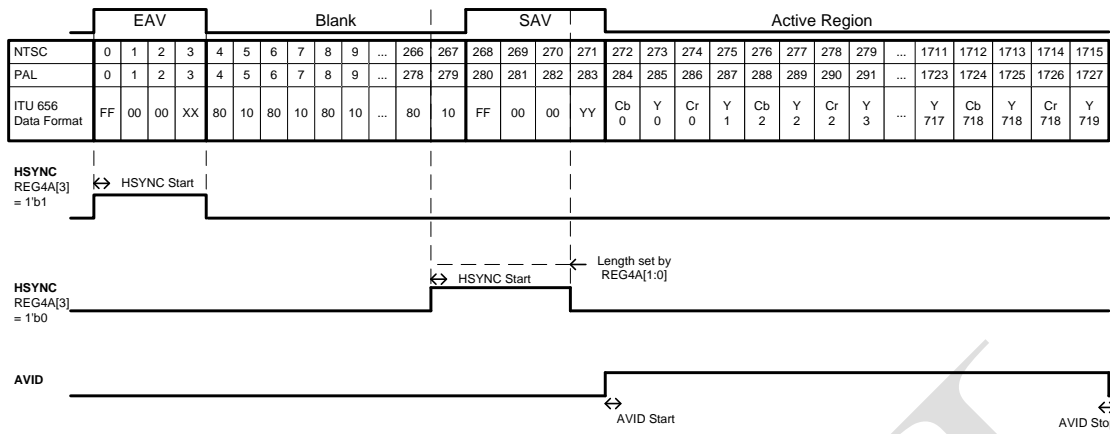 EAV Blank SAV Active Region
NTSC 0 1 2 3 4 5 6 7 8 9 ... 266 267 268 269 270 271 272 273 274 275 276 277 278 279 ... 1711 1712 1713 1714 1715
PAL 0 1 2 3 4 5 6 7 8 9 ... 278 279 280 281 282 283 284 285 286 287 288 289 290 291 ... 1723 1724 1725 1726 1727
ITU 656 Cb Y Cr Y Cb Y Cr Y Y Cb Y Cr Y
Data Format FF 00 00 XX 80 10 80 10 80 10 ... 80 10 FF 00 00 YY 0 0 0 1 2 2 2 3 ... 717 718 718 718 719
HSYNC
REG4A[3] HSYNC Start
= 1'b1
Length set by
REG4A[1:0]
HSYNC Start
HSYNC
REG4A[3]
= 1'b0
AVID
AVID Start
AVID Stop